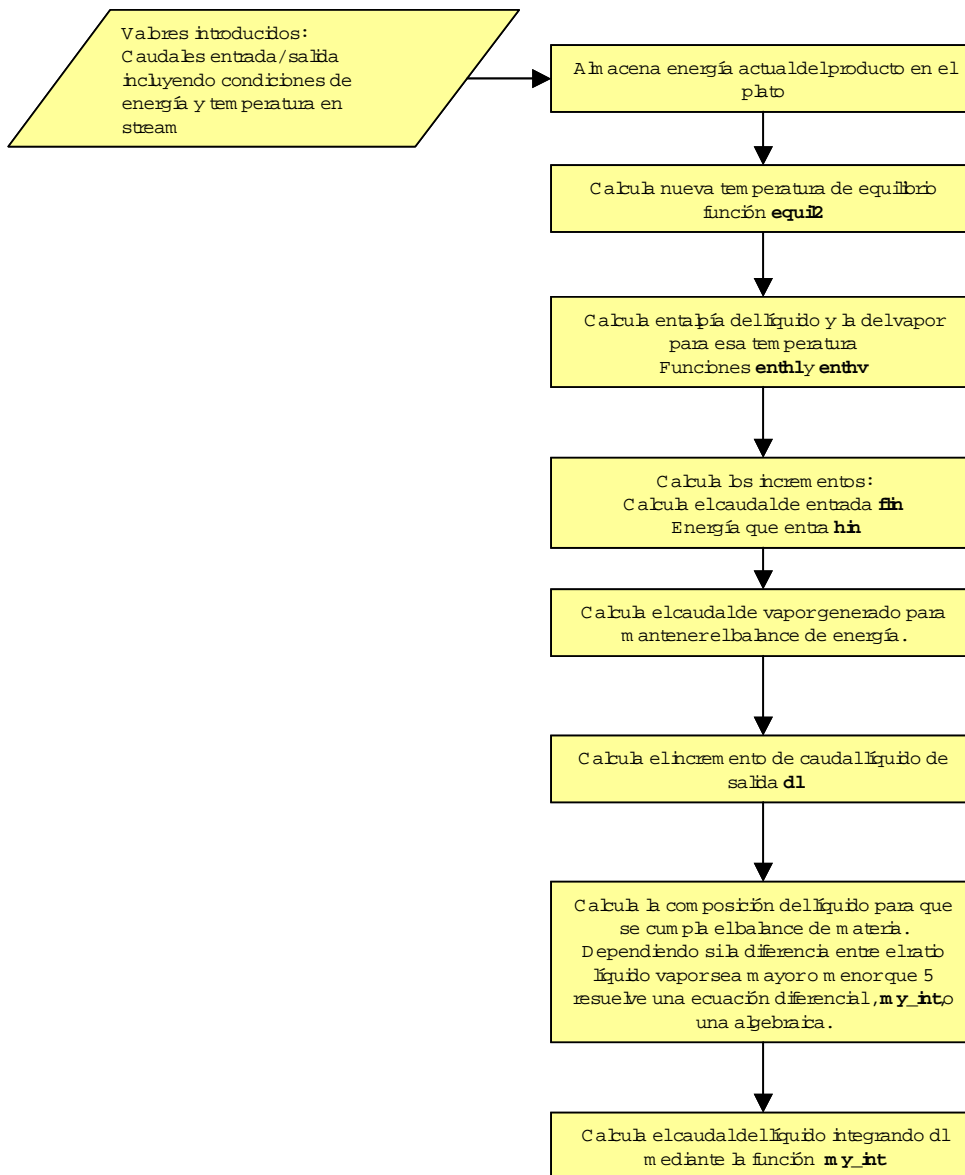 Valores introducidos:
Caudales entrada/salida
incluyendo condiciones de
energía y temperatura en
stream
Almacena energía actual del producto en el
plato
Calcula nueva temperatura de equilibrio
función equil2
Calcula entalpía del líquido y la del vapor
para esa temperatura
Funciones enthl y enthv
Calcula los incrementos:
Calcula el caudal de entrada flin
Energía que entra hin
Calcula el caudal de vapor generado para
mantener el balance de energía.
Calcula el incremento de caudal líquido de
salida dl
Calcula la composición del líquido para que
se cumpla el balance de materia.
Dependiendo si la diferencia entre el ratio
líquido vapor sea mayor o menor que 5
resuelve una ecuación diferencial, my_int, o
una algebraica.
Calcula el caudal del líquido integrando dl
mediante la función my_int